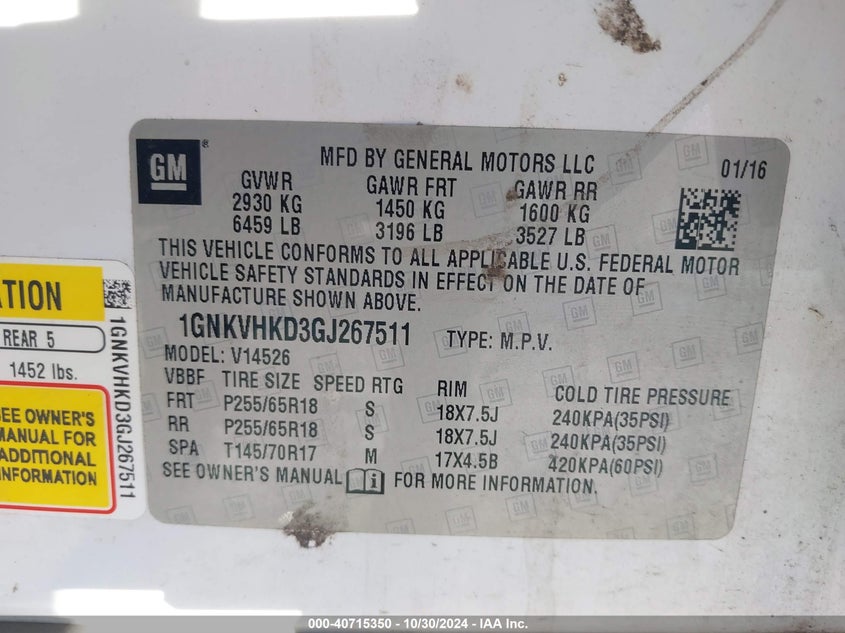 GM ®
MFD BY GENERAL MOTORS LLC 01/16
GVWR GAWR FRT GAWR RR
2930 KG 1450 KG 1600 KG
6459 LB 3196 LB 3527 LB
THIS VEHICLE CONFORMS TO ALL APPLICABLE U.S. FEDERAL MOTOR
VEHICLE SAFETY STANDARDS IN EFFECT ON THE DATE OF
MANUFACTURE SHOWN ABOVE.
1GNKVHKD3GJ267511 TYPE: M.P.V.
MODEL: V14526
VBBF TIRE SIZE SPEED RTG RIM COLD TIRE PRESSURE
FRT P255/65R18 S 18X7.5J 240KPA(35PSI)
RR P255/65R18 S 18X7.5J 240KPA(35PSI)
SPA T145/70R17 M 17X4.5B 420KPA(60PSI)
SEE OWNER'S MANUAL FOR MORE INFORMATION.
ATION
REAR 5
1452 lbs.
SEE OWNER'S
MANUAL FOR
ADDITIONAL
INFORMATION
1GNKVHKD3GJ267511
000-40715350 - 10/30/2024 - IAA Inc.